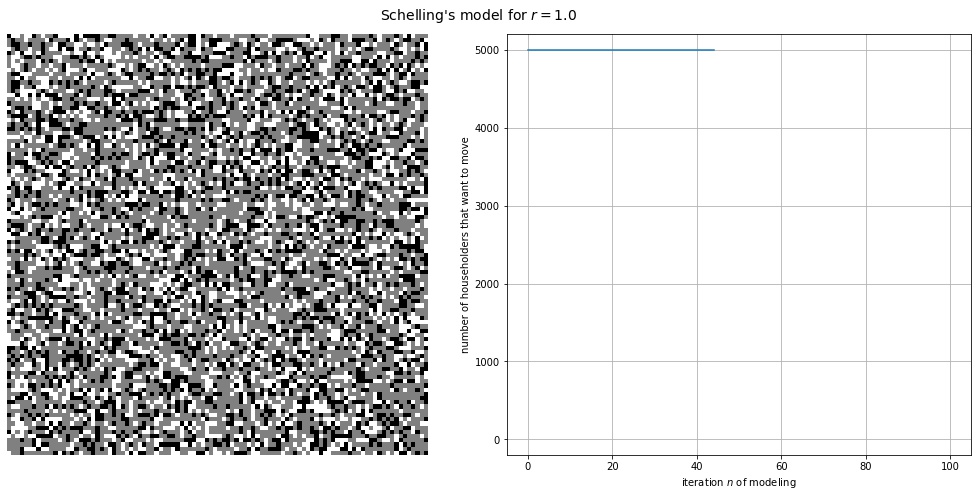 Schelling's model for r = 1.0
number of householders that want to move
5000
4000
3000
2000
1000
0
0 20 40 60 80 100
iteration n of modeling